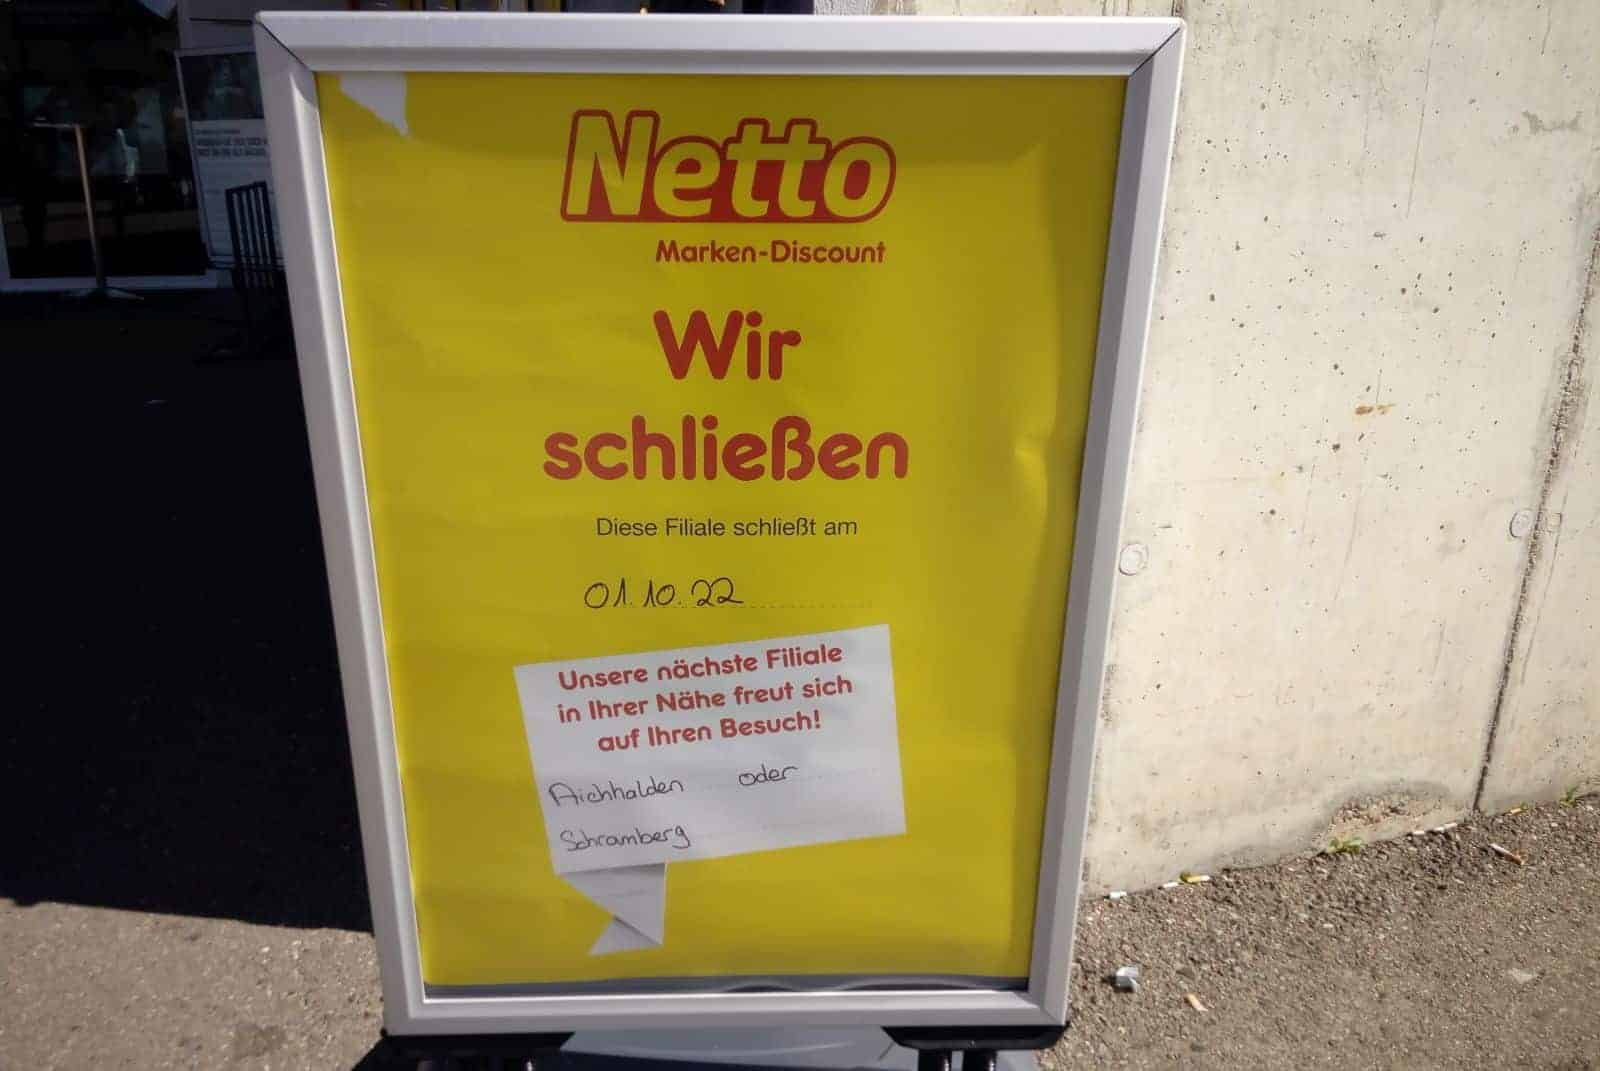 Netto
Marken-Discount
Wir
schließen
Diese Filiale schließt am
01.10.22
Unsere nächste Filiale
in Ihrer Nähe freut sich
auf Ihren Besuch!
Aichhalden oder
Schramberg